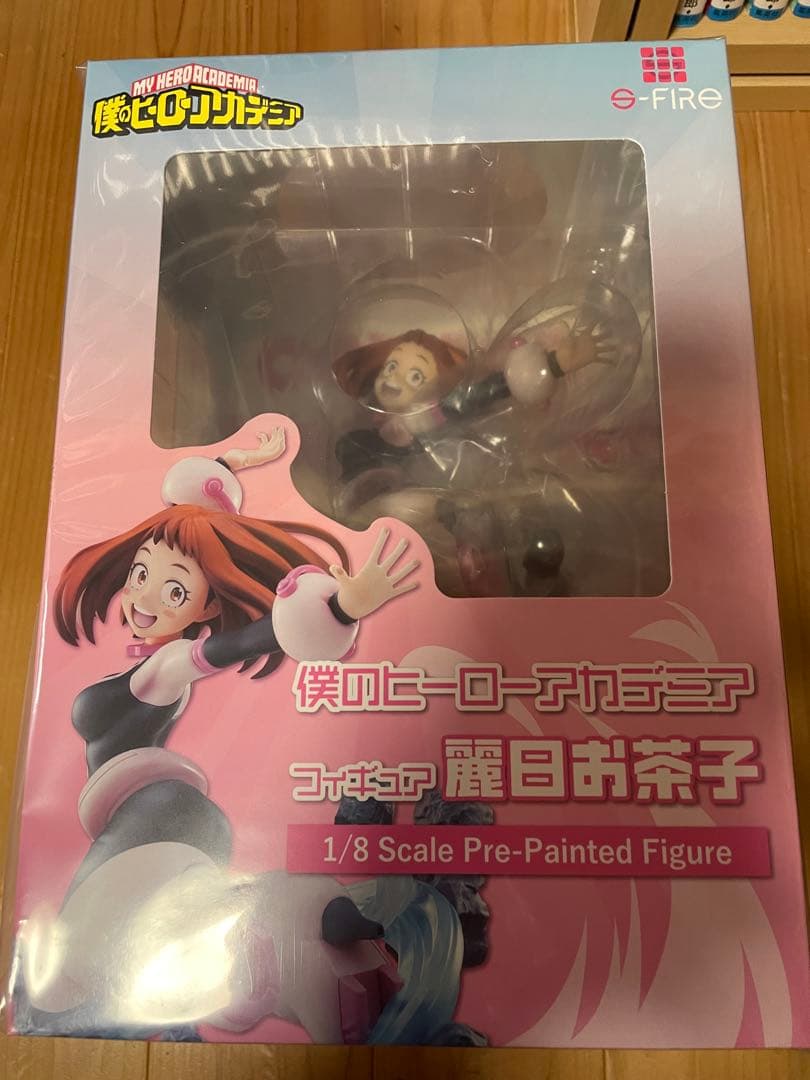 MY HERO ACADEMIA
僕のヒーローアカデミア
S-FIRE
僕のヒーローアカデミア
フィギュア 麗日お茶子
1/8 Scale Pre-Painted Figure